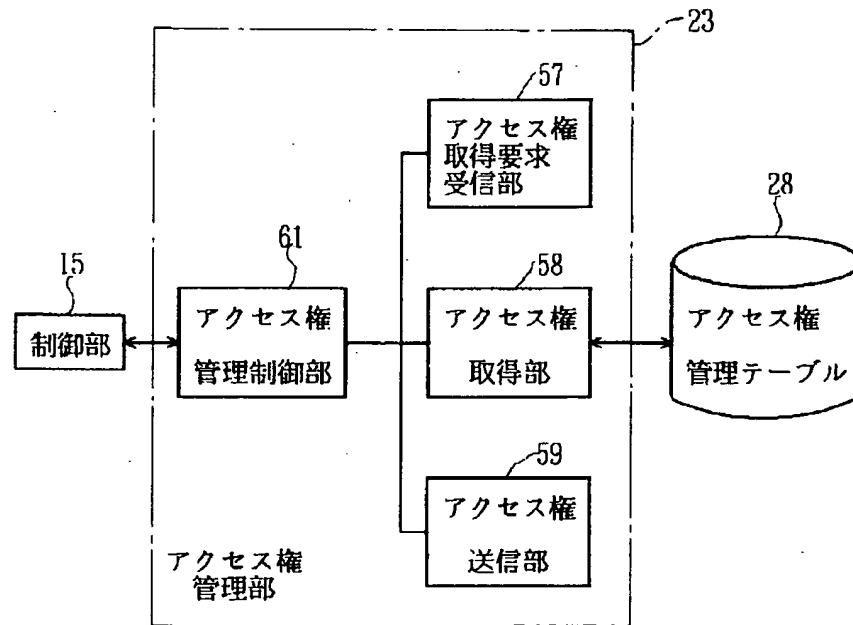 23
57
アクセス権
取得要求
受信部
28
61
58
15
アクセス権
アクセス権
アクセス権
制御部
管理制御部
取得部
管理テーブル
59
アクセス権
送信部
アクセス権
管理部